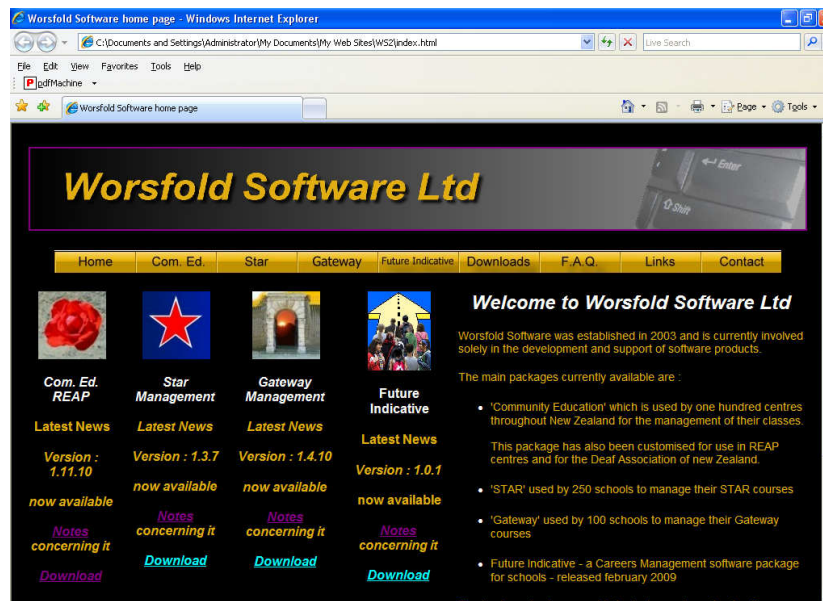 Worsfold Software home page - Windows Internet Explorer
C:\Documents and Settings\Administrator\My Documents\My Web Sites\WS2\index.html
Live Search
File Edit View Favorites Tools Help
pdfMachine
Worsfold Software home page
Page Tools
Worsfold Software Ltd
Enter
Shift
Home Com. Ed. Star Gateway Future Indicative Downloads F.A.Q. Links Contact
Com. Ed.
REAP
Latest News
Version :
1.11.10
now available
Notes
concerning it
Download
Star
Management
Latest News
Version : 1.3.7
now available
Notes
concerning it
Download
Gateway
Management
Latest News
Version : 1.4.10
now available
Notes
concerning it
Download
Future
Indicative
Latest News
Version : 1.0.1
now available
Notes
concerning it
Download
Welcome to Worsfold Software Ltd
Worsfold Software was established in 2003 and is currently involved
solely in the development and support of software products.
The main packages currently available are :
• 'Community Education' which is used by one hundred centres
throughout New Zealand for the management of their classes.
This package has also been customised for use in REAP
centres and for the Deaf Association of new Zealand.
• 'STAR' used by 250 schools to manage their STAR courses
• 'Gateway' used by 100 schools to manage their Gateway
courses
• Future Indicative - a Careers Management software package
for schools - released february 2009